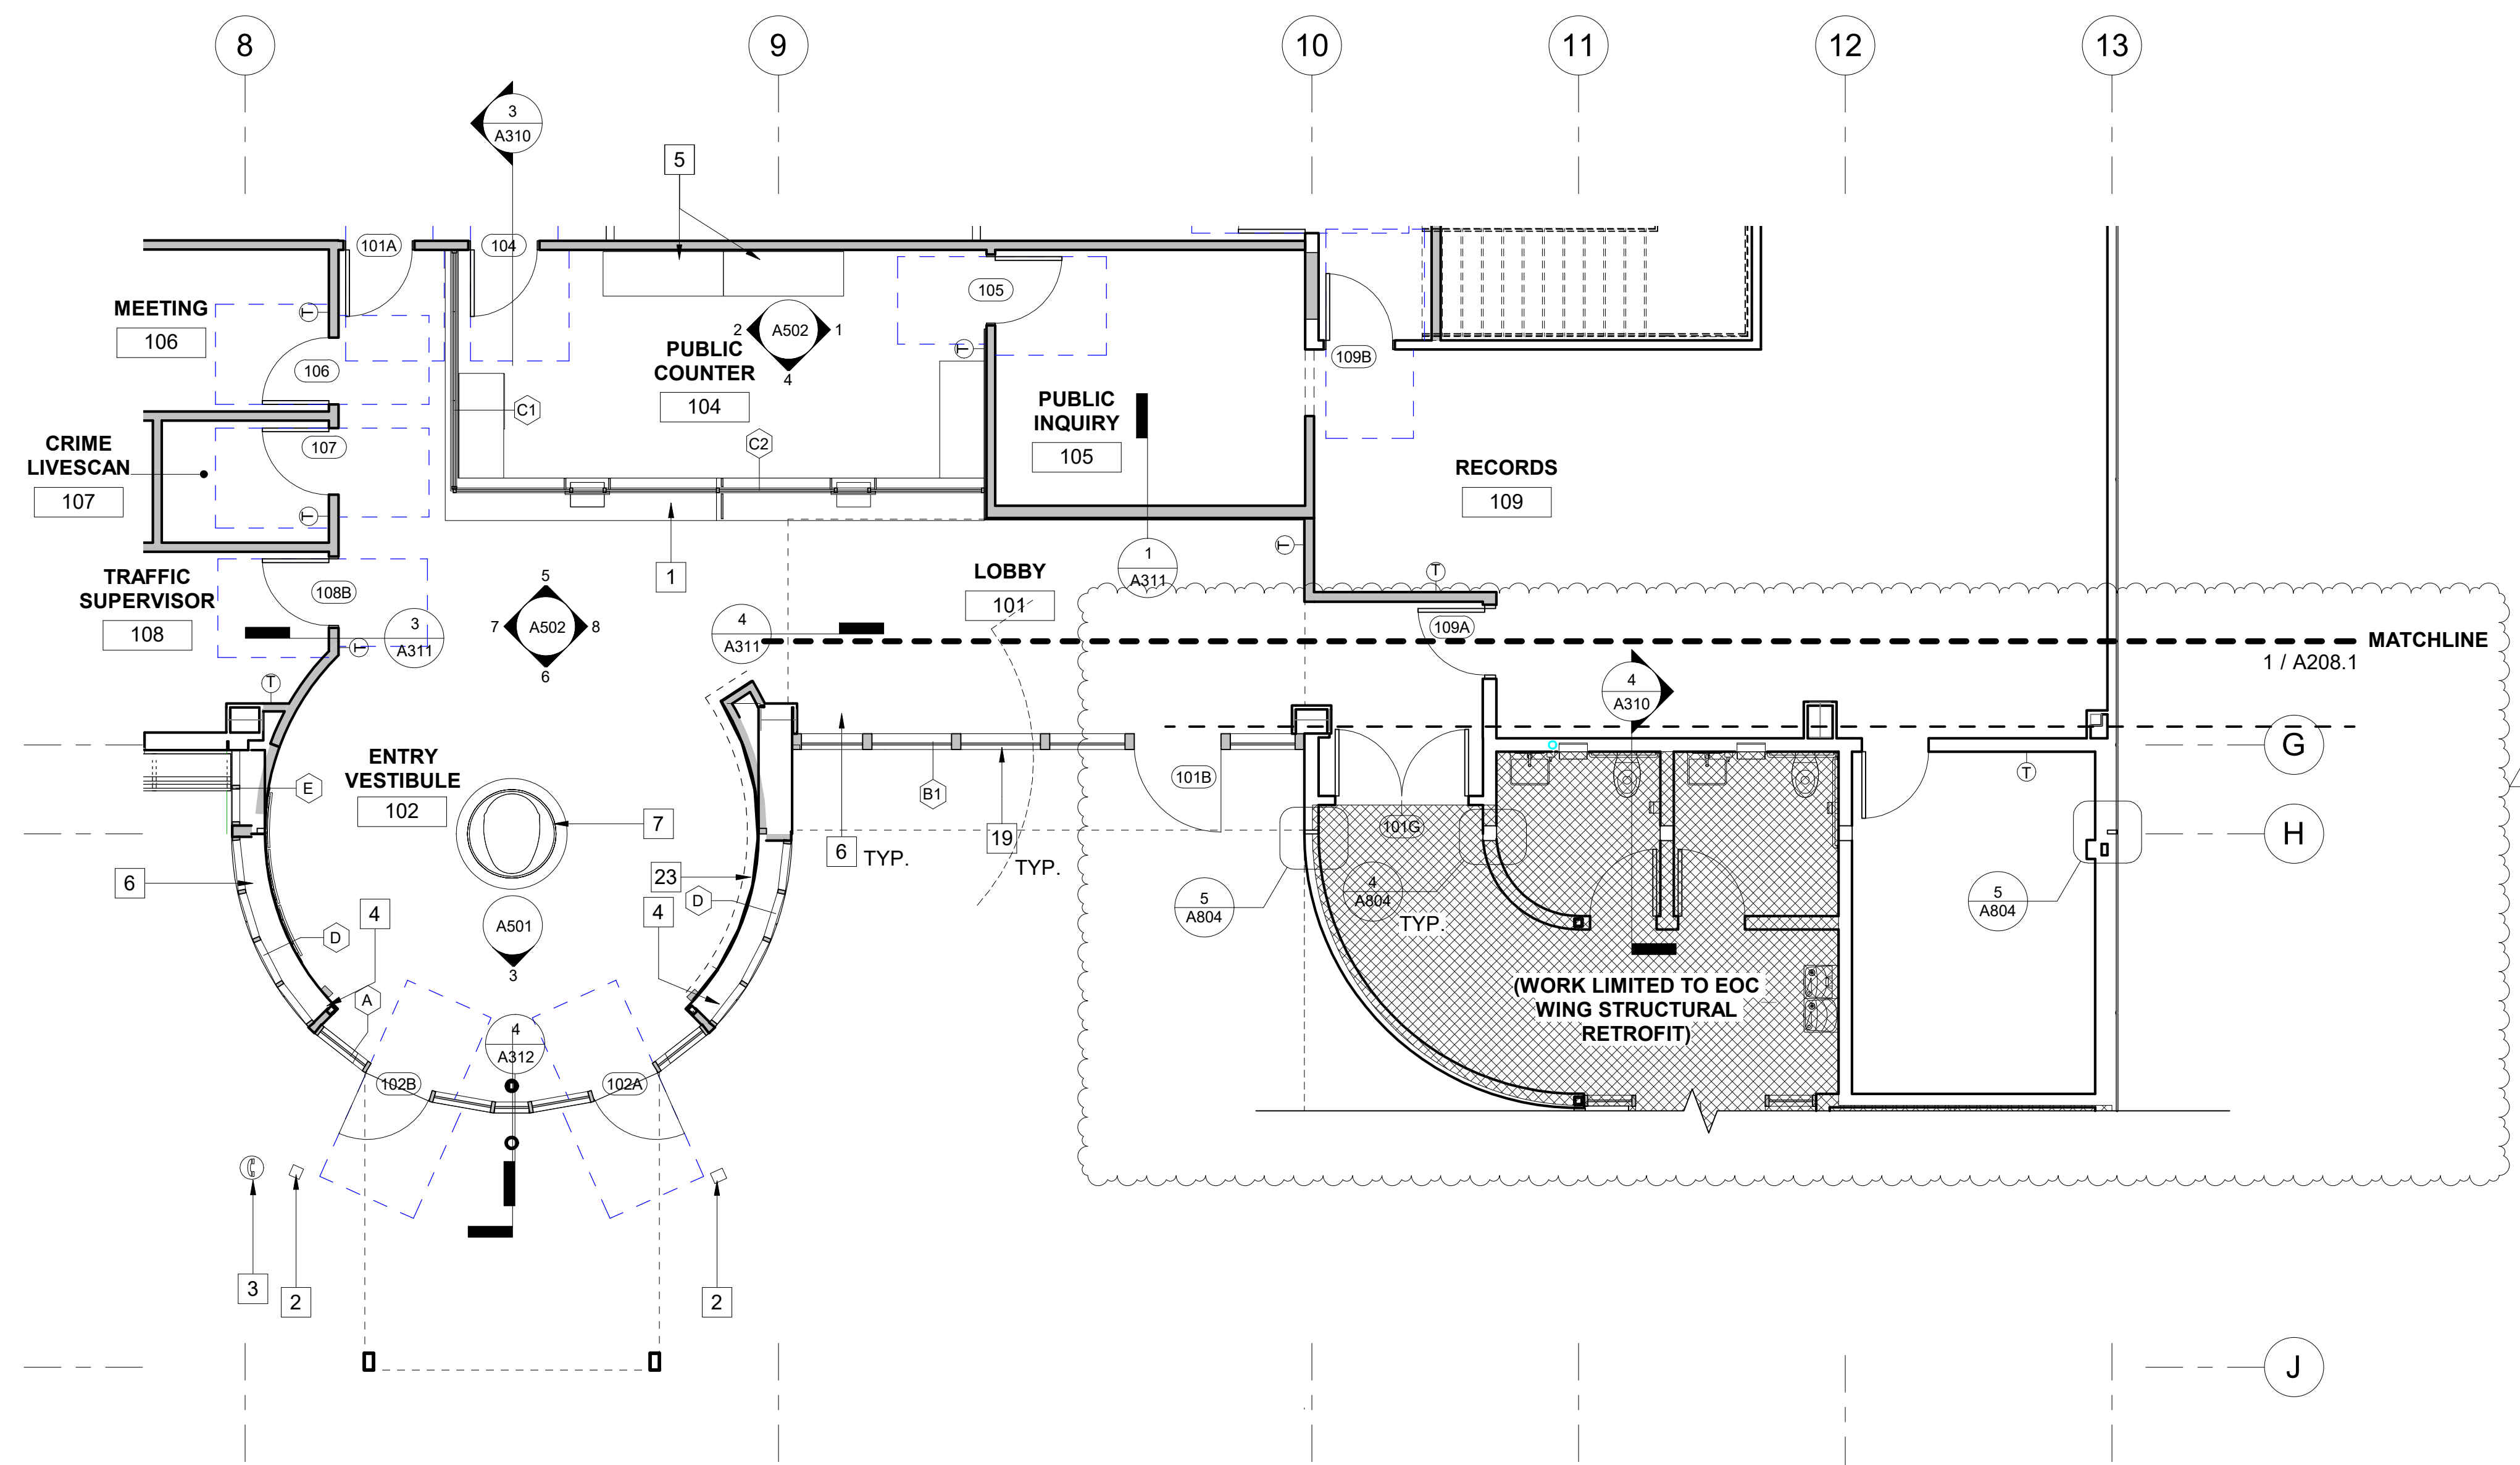 8
9
10
11
12
13
3
A310
5
101A
104
105
MEETING
106
106
T
2
A502
1
4
PUBLIC
COUNTER
104
T
109B
PUBLIC
INQUIRY
105
C1
C2
CRIME
LIVESCAN
107
107
T
RECORDS
109
TRAFFIC
SUPERVISOR
108
108B
3
A311
T
5
7
A502
8
6
1
4
A311
LOBBY
101
1
A311
T
T
109A
MATCHLINE
1 / A208.1
T
4
A310
G
ENTRY
VESTIBULE
102
E
7
B1
101B
T
6
TYP.
19
TYP.
101G
H
6
23
4
D
4
D
A501
3
5
A804
4
A804
TYP.
5
A804
A
(WORK LIMITED TO EOC
WING STRUCTURAL
RETROFIT)
4
A312
102B
102A
3
2
2
J